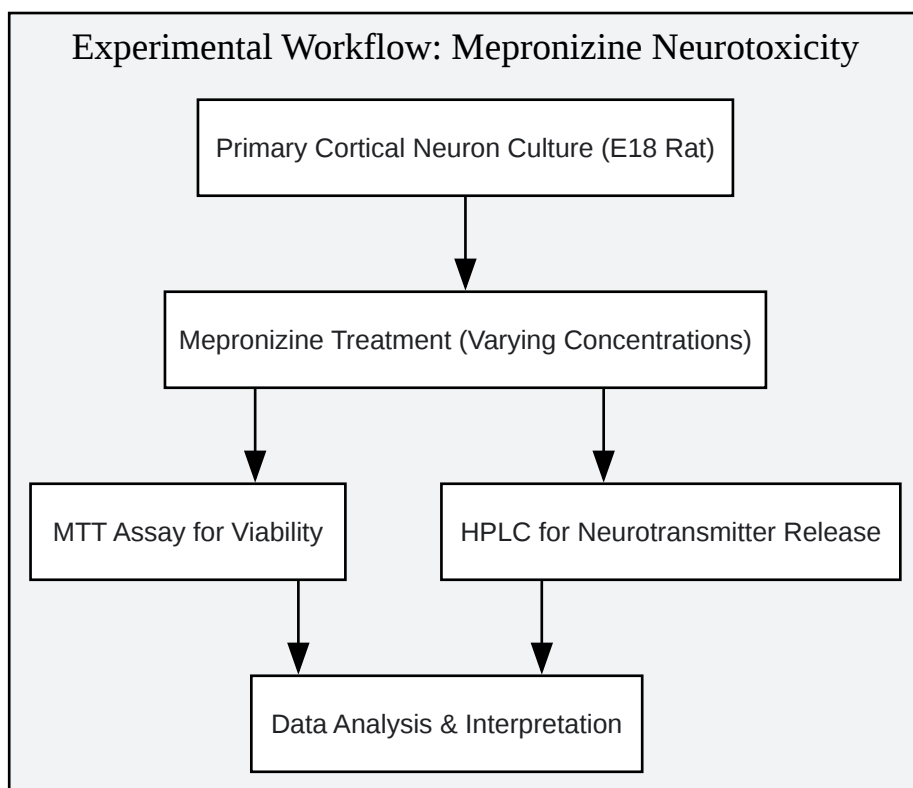 Experimental Workflow: Mepronizine Neurotoxicity
Primary Cortical Neuron Culture (E18 Rat)
Mepronizine Treatment (Varying Concentrations)
MTT Assay for Viability
HPLC for Neurotransmitter Release
Data Analysis & Interpretation